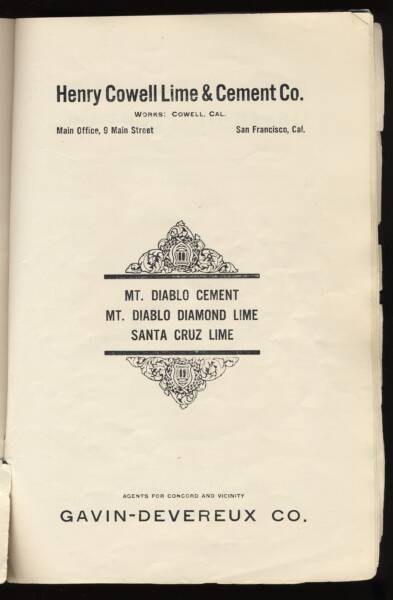 Henry Cowell Lime & Cement Co.
WORKS: COWELL, CAL.
Main Office, 9 Main Street San Francisco, Cal.
MT. DIABLO CEMENT
MT. DIABLO DIAMOND LIME
SANTA CRUZ LIME
AGENTS FOR CONCORD AND VICINITY
GAVIN-DEVEREUX CO.